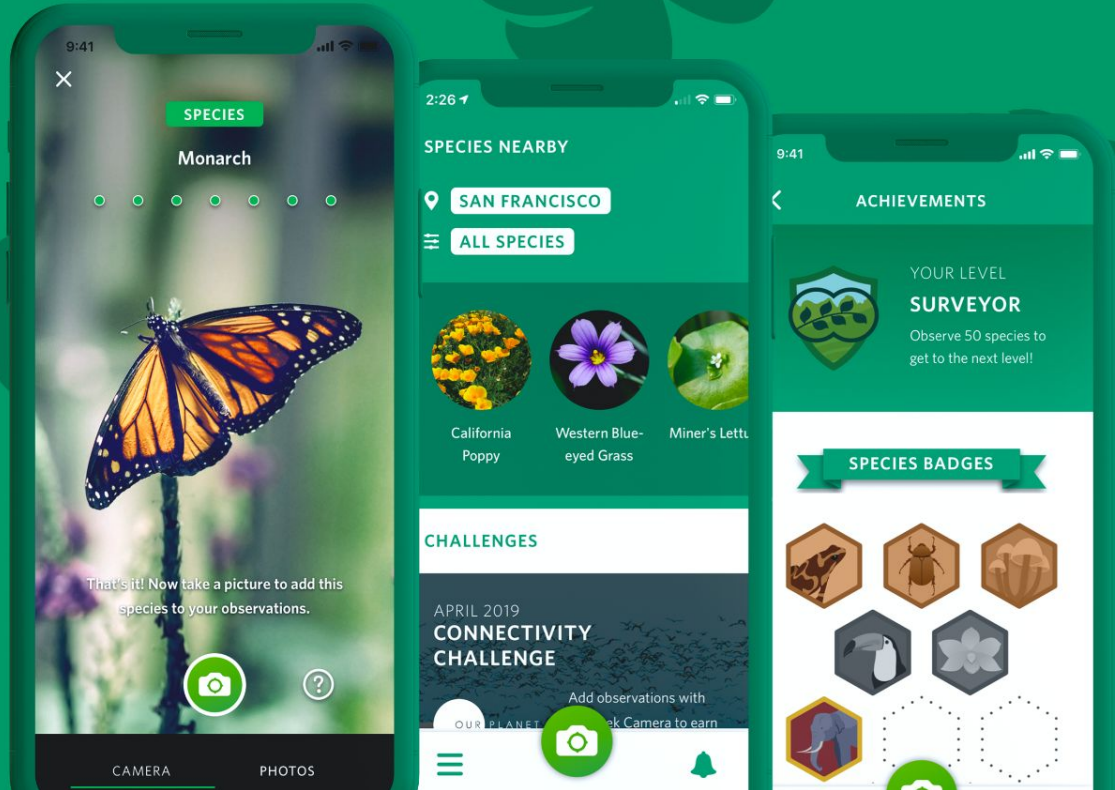 9:41
SPECIES
Monarch
That's it! Now take a picture to add this
species to your observations.
CAMERA
PHOTOS
2:26
SPECIES NEARBY
SAN FRANCISCO
ALL SPECIES
California
Poppy
Western Blue-
eyed Grass
Miner's Lettu
CHALLENGES
APRIL 2019
CONNECTIVITY
CHALLENGE
OUR PLANET
Add observations with
Camera to earn
9:41
ACHIEVEMENTS
YOUR LEVEL
SURVEYOR
Observe 50 species to
get to the next level!
SPECIES BADGES